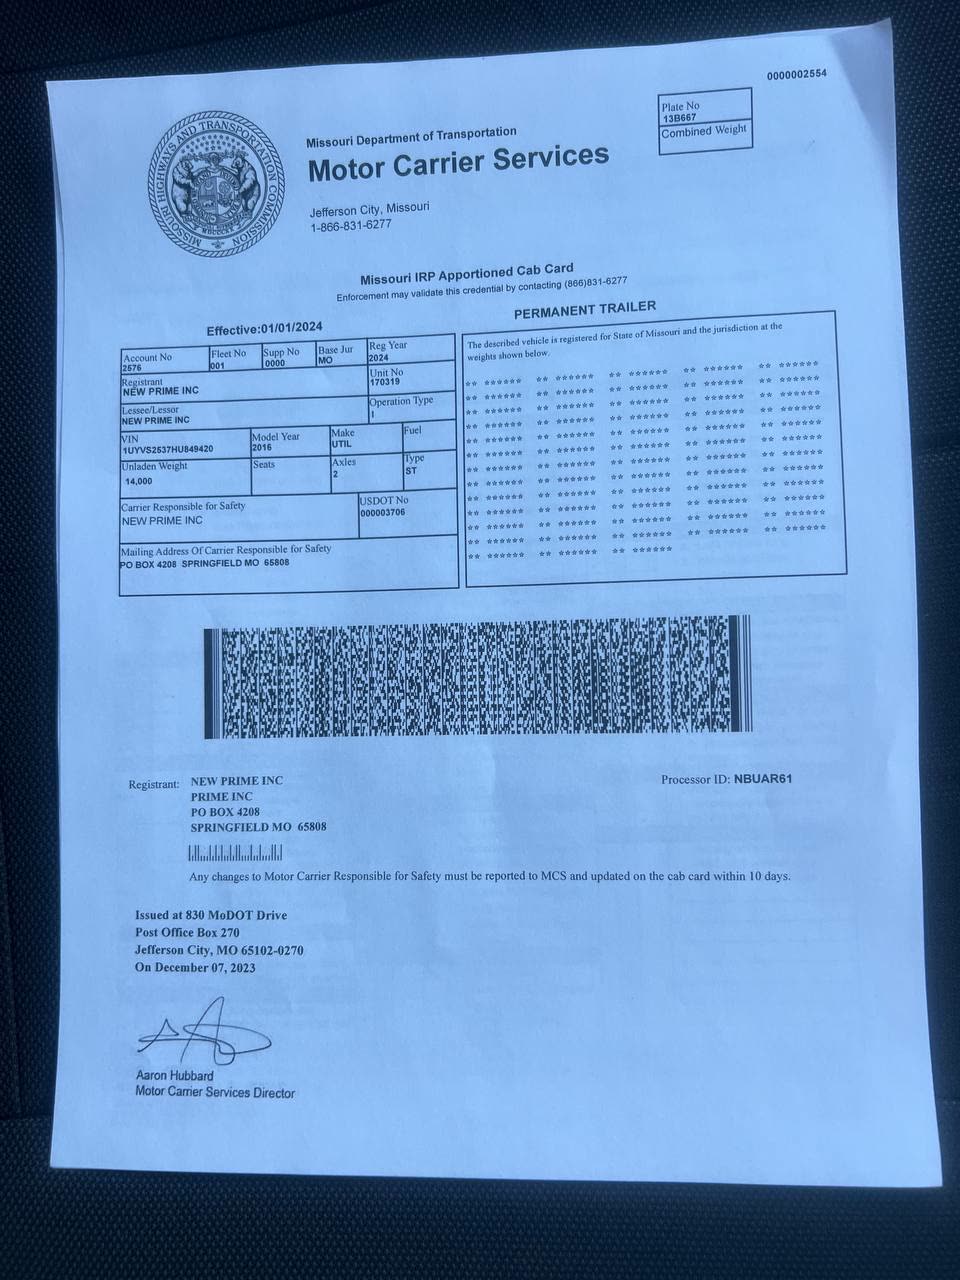 0000002554
Plate No
13B667
Combined Weight
MISSOURI HIGHWAYS AND TRANSPORTATION COMMISSION
Missouri Department of Transportation
Motor Carrier Services
Jefferson City, Missouri
1-866-831-6277
Missouri IRP Apportioned Cab Card
Enforcement may validate this credential by contacting (866)831-6277
Effective:01/01/2024
PERMANENT TRAILER
Account No
2576
Fleet No
001
Supp No
0000
Base Jur
MO
Reg Year
2024
Registrant
NEW PRIME INC
Unit No
170319
Lessee/Lessor
NEW PRIME INC
Operation Type
I
VIN
1UYVS2537HU849420
Model Year
2016
Make
UTIL
Fuel
Unladen Weight
14,000
Seats
Axles
2
Type
ST
Carrier Responsible for Safety
NEW PRIME INC
USDOT No
000003706
Mailing Address Of Carrier Responsible for Safety
PO BOX 4208 SPRINGFIELD MO 65808
The described vehicle is registered for State of Missouri and the jurisdiction at the
weights shown below.
** ****** ** ****** ** ****** ** ****** ** ******
** ****** ** ****** ** ****** ** ****** ** ******
** ****** ** ****** ** ****** ** ****** ** ******
** ****** ** ****** ** ****** ** ****** ** ******
** ****** ** ****** ** ****** ** ****** ** ******
** ****** ** ****** ** ****** ** ****** ** ******
** ****** ** ****** ** ****** ** ****** ** ******
** ****** ** ****** ** ****** ** ****** ** ******
** ****** ** ****** ** ****** ** ****** ** ******
** ****** ** ****** ** ****** ** ****** ** ******
** ****** ** ****** ** ****** ** ****** ** ******
** ****** ** ****** ** ****** ** ****** ** ******
** ****** ** ****** ** ******
Registrant: NEW PRIME INC
PRIME INC
PO BOX 4208
SPRINGFIELD MO 65808
Processor ID: NBUAR61
Any changes to Motor Carrier Responsible for Safety must be reported to MCS and updated on the cab card within 10 days.
Issued at 830 MoDOT Drive
Post Office Box 270
Jefferson City, MO 65102-0270
On December 07, 2023
Aaron Hubbard
Motor Carrier Services Director